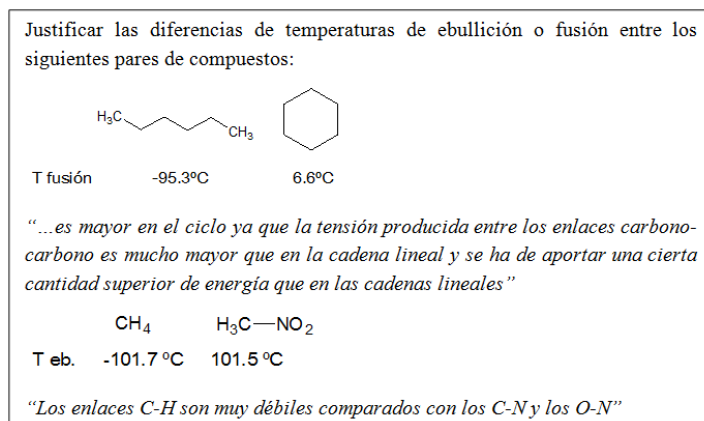 Justificar las diferencias de temperaturas de ebullición o fusión entre los
siguientes pares de compuestos:
H₃C CH₃
T fusión -95.3ºC 6.6ºC
“…es mayor en el ciclo ya que la tensión producida entre los enlaces carbono-
carbono es mucho mayor que en la cadena lineal y se ha de aportar una cierta
cantidad superior de energía que en las cadenas lineales”
CH₄ H₃C—NO₂
T eb. -101.7 ºC 101.5 ºC
“Los enlaces C-H son muy débiles comparados con los C-N y los O-N”